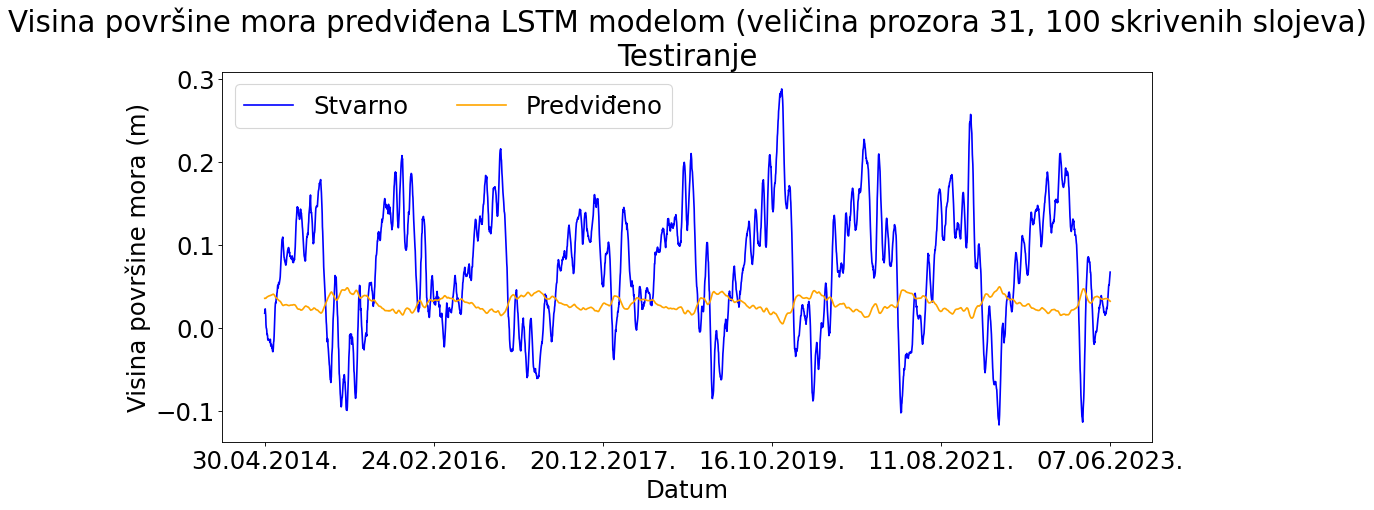 Visina površine mora predviđena LSTM modelom (veličina prozora 31, 100 skrivenih slojeva)
Testiranje
Stvarno
Predviđeno
Visina površine mora (m)
0.3
0.2
0.1
0.0
−0.1
30.04.2014.
24.02.2016.
20.12.2017.
16.10.2019.
11.08.2021.
07.06.2023.
Datum